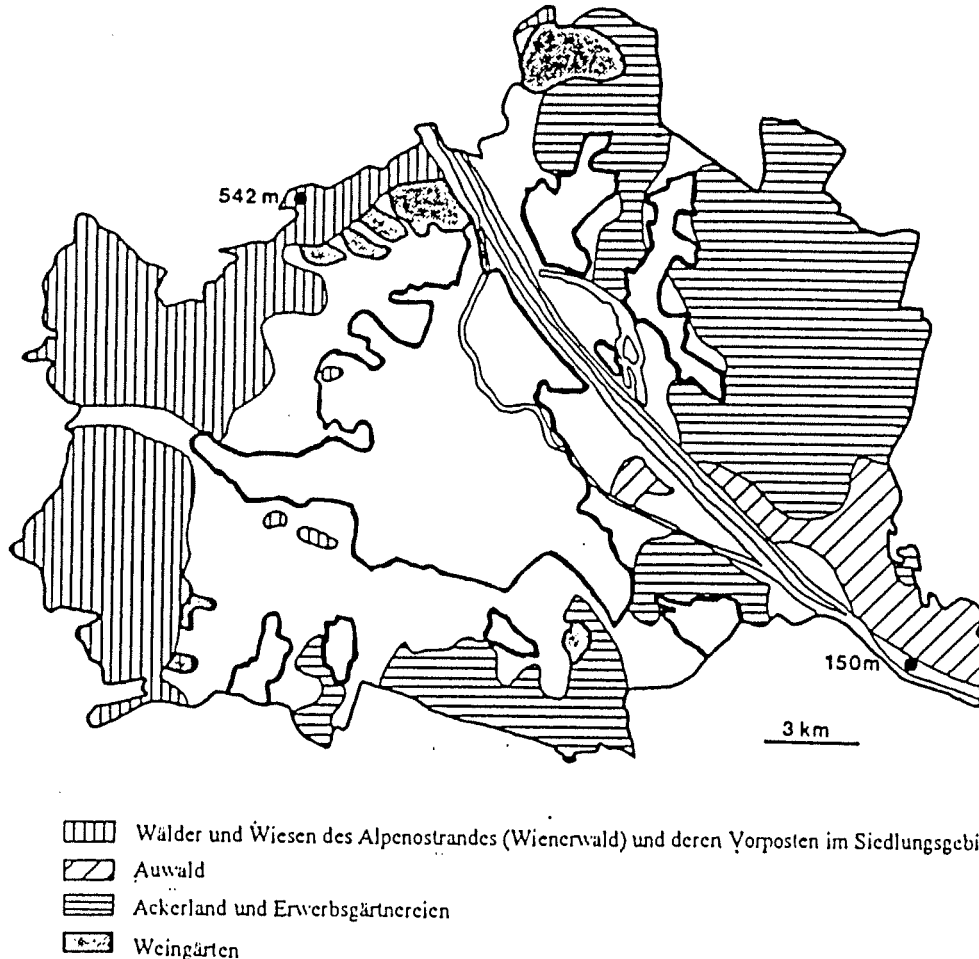 542 m
150m
3 km
Wälder und Wiesen des Alpenostrandes (Wienerwald) und deren Vorposten im Siedlungsgebi
Auwald
Ackerland und Erwerbsgärtnereien
Weingärten